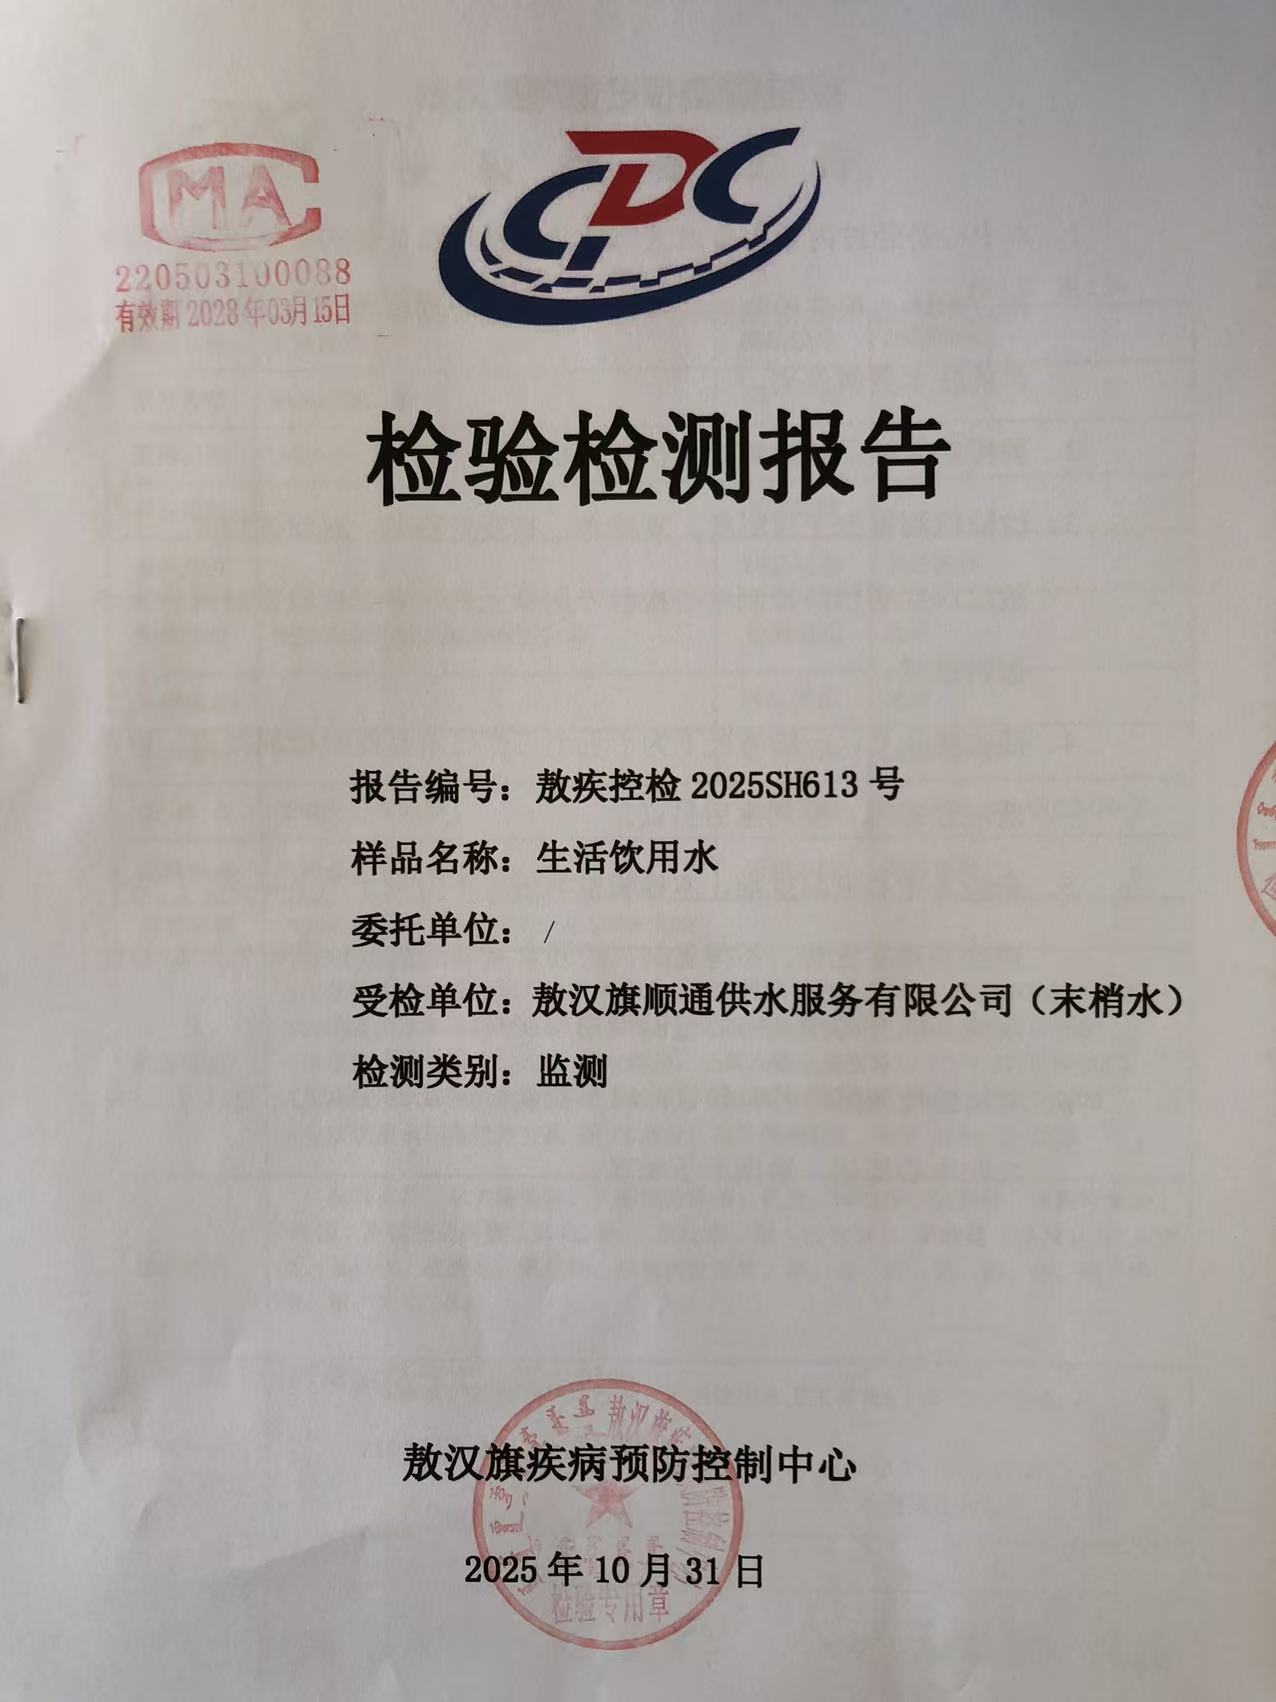 CMA
220503100088
有效期 2028年03月15日
CDC
检验检测报告
报告编号：敖疾控检 2025SH613 号
样品名称：生活饮用水
委托单位：/
受检单位：敖汉旗顺通供水服务有限公司（末梢水）
检测类别：监测
敖汉旗疾病预防控制中心
2025 年 10 月 31 日
检验专用章